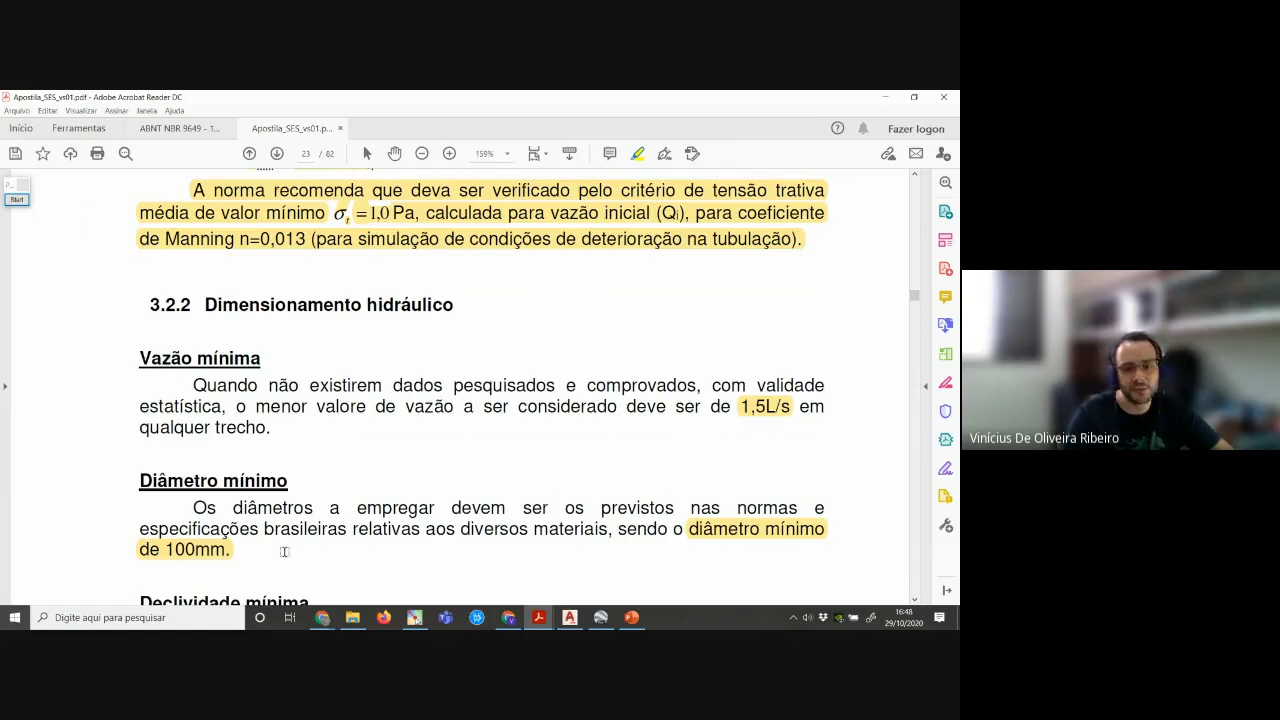 Apostila_SES_vs01.pdf - Adobe Acrobat Reader DC
Arquivo Editar Visualizar Assinar Janela Ajuda
Início Ferramentas ABNT NBR 9649 - 1... Apostila_SES_vs01.p... × Fazer logon
23 / 82 159%
P...
Start
A norma recomenda que deva ser verificado pelo critério de tensão trativa
média de valor mínimo σt = 1,0 Pa, calculada para vazão inicial (Qi), para coeficiente
de Manning n=0,013 (para simulação de condições de deterioração na tubulação).
3.2.2 Dimensionamento hidráulico
Vazão mínima
Quando não existirem dados pesquisados e comprovados, com validade
estatística, o menor valore de vazão a ser considerado deve ser de 1,5L/s em
qualquer trecho.
Diâmetro mínimo
Os diâmetros a empregar devem ser os previstos nas normas e
especificações brasileiras relativas aos diversos materiais, sendo o diâmetro mínimo
de 100mm.
Declividade mínima
Vinícius De Oliveira Ribeiro
Digite aqui para pesquisar
16:48
29/10/2020